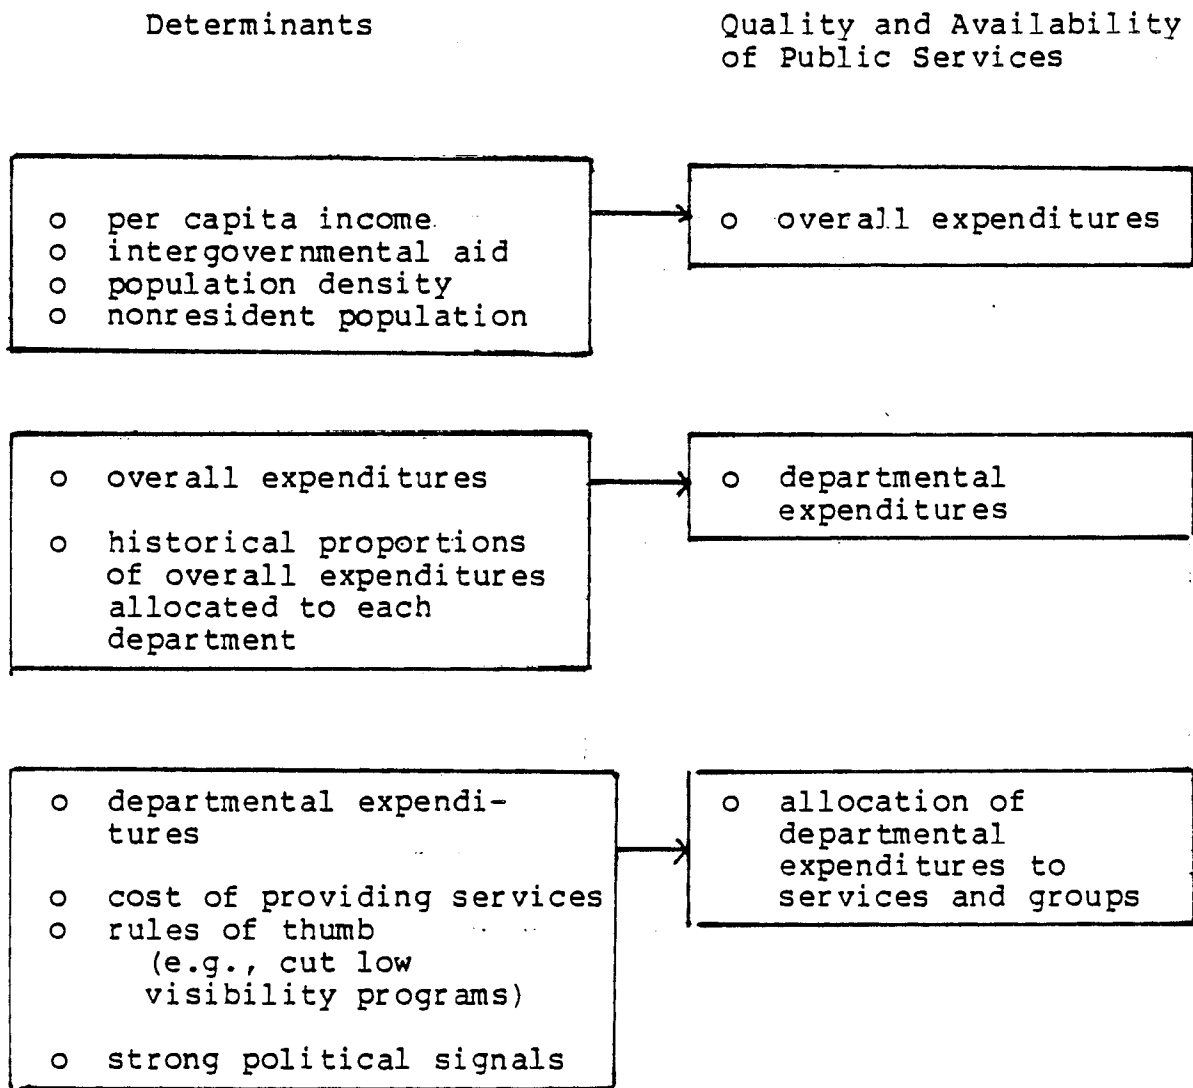 Determinants
Quality and Availability
of Public Services
o per capita income
o intergovernmental aid
o population density
o nonresident population
o overall expenditures
o overall expenditures
o historical proportions
of overall expenditures
allocated to each
department
o departmental
expenditures
o departmental expendi-
tures
o cost of providing services
o rules of thumb
(e.g., cut low
visibility programs)
o strong political signals
o allocation of
departmental
expenditures to
services and groups